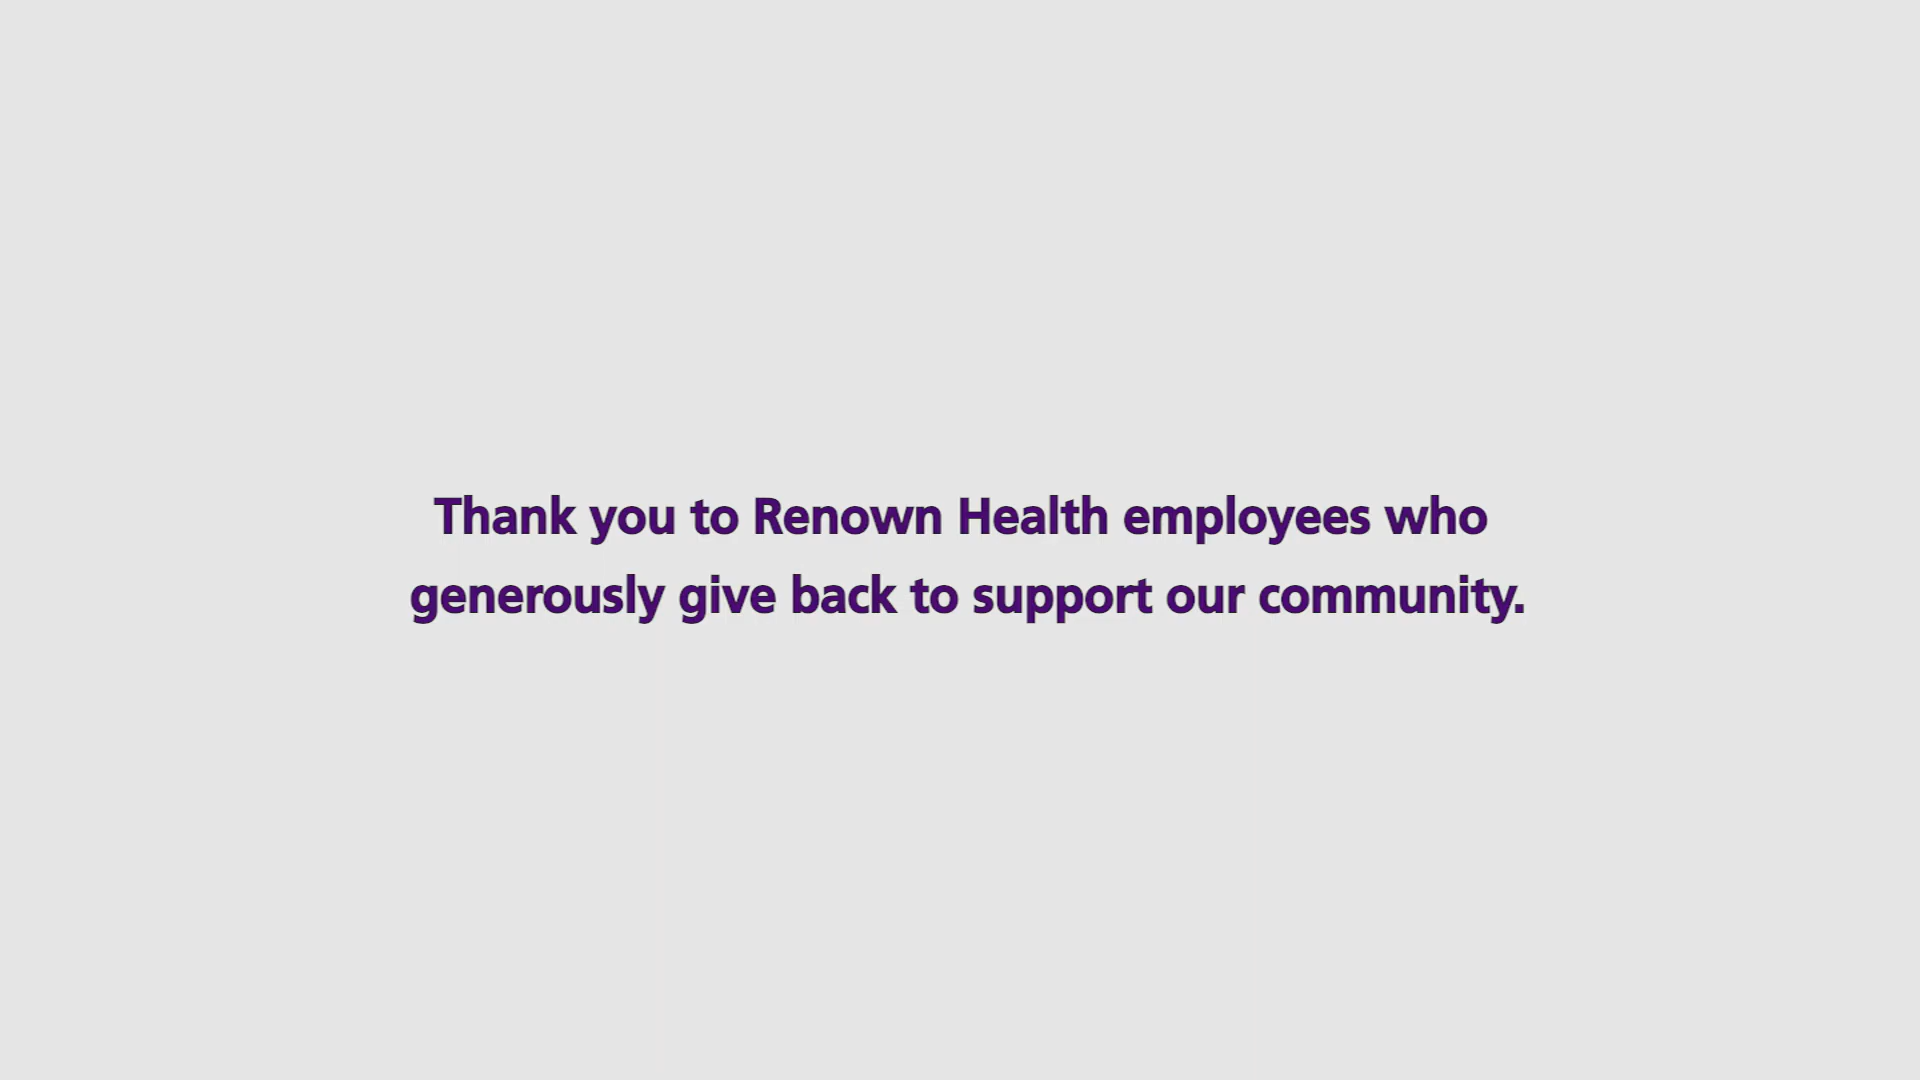 Thank you to Renown Health employees who
generously give back to support our community.